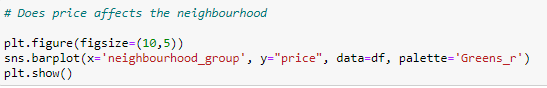 # Does price affects the neighbourhood
plt.figure(figsize=(10,5))
sns.barplot(x='neighbourhood_group', y="price", data=df, palette='Greens_r')
plt.show()